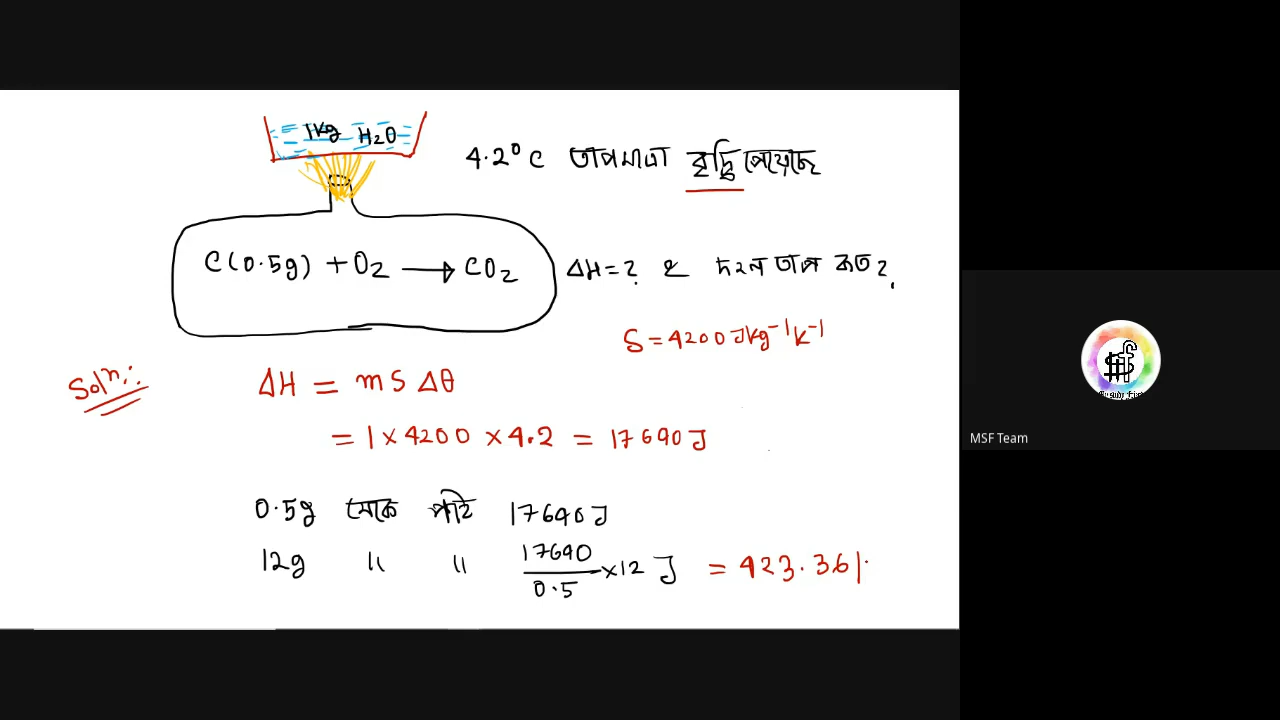 1kg H₂O
4.2° C তাপমাত্রা বৃদ্ধি পেয়েছে
C(0.5g) + O₂ → CO₂
ΔH = ? & দহন তাপ কত?
S = 4200 Jkg⁻¹K⁻¹
Solⁿ:
ΔH = m S Δθ
= 1 × 4200 × 4.2 = 17640 J
0.5g থেকে পাই 17640 J
12g " " 17640/0.5 × 12 J = 423.36
MSF Team